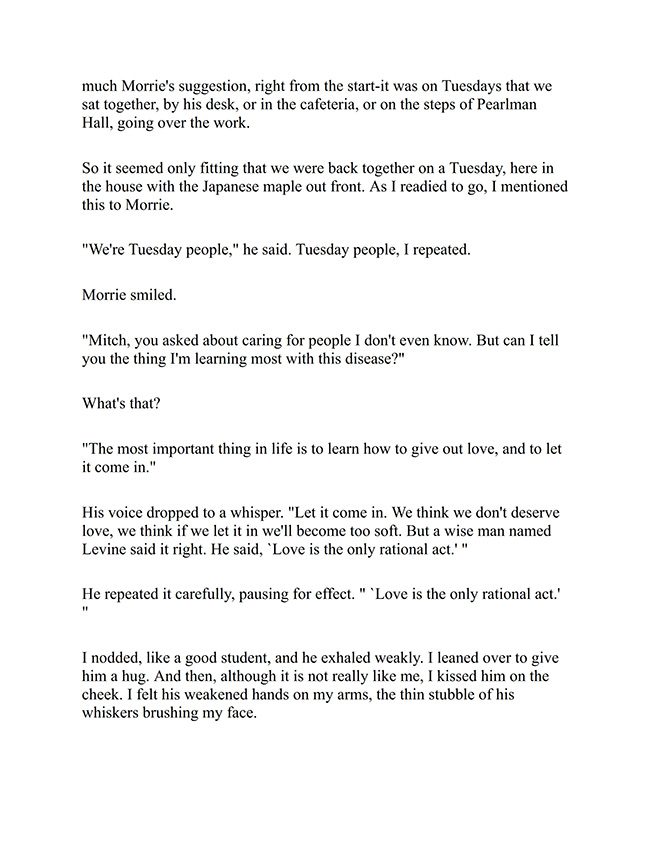 much Morrie's suggestion, right from the start-it was on Tuesdays that we
sat together, by his desk, or in the cafeteria, or on the steps of Pearlman
Hall, going over the work.
So it seemed only fitting that we were back together on a Tuesday, here in
the house with the Japanese maple out front. As I readied to go, I mentioned
this to Morrie.
"We're Tuesday people," he said. Tuesday people, I repeated.
Morrie smiled.
"Mitch, you asked about caring for people I don't even know. But can I tell
you the thing I'm learning most with this disease?"
What's that?
"The most important thing in life is to learn how to give out love, and to let
it come in."
His voice dropped to a whisper. "Let it come in. We think we don't deserve
love, we think if we let it in we'll become too soft. But a wise man named
Levine said it right. He said, `Love is the only rational act.' "
He repeated it carefully, pausing for effect. " `Love is the only rational act.'
"
I nodded, like a good student, and he exhaled weakly. I leaned over to give
him a hug. And then, although it is not really like me, I kissed him on the
cheek. I felt his weakened hands on my arms, the thin stubble of his
whiskers brushing my face.